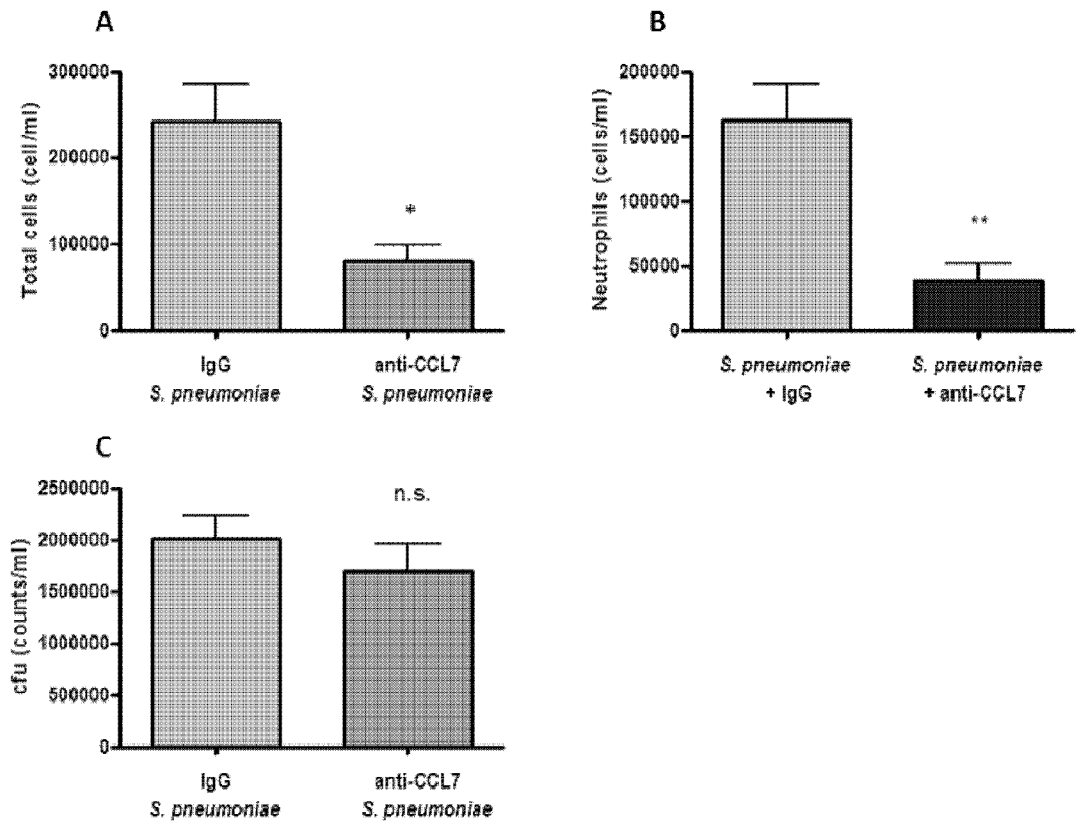 A
Total cells (cell/ml)
300000
200000
100000
0
*
IgG
S. pneumoniae
anti-CCL7
S. pneumoniae
B
Neutrophils (cells/ml)
200000
150000
100000
50000
0
**
S. pneumoniae
+ IgG
S. pneumoniae
+ anti-CCL7
C
cfu (counts/ml)
2500000
2000000
1500000
1000000
500000
0
n.s.
IgG
S. pneumoniae
anti-CCL7
S. pneumoniae